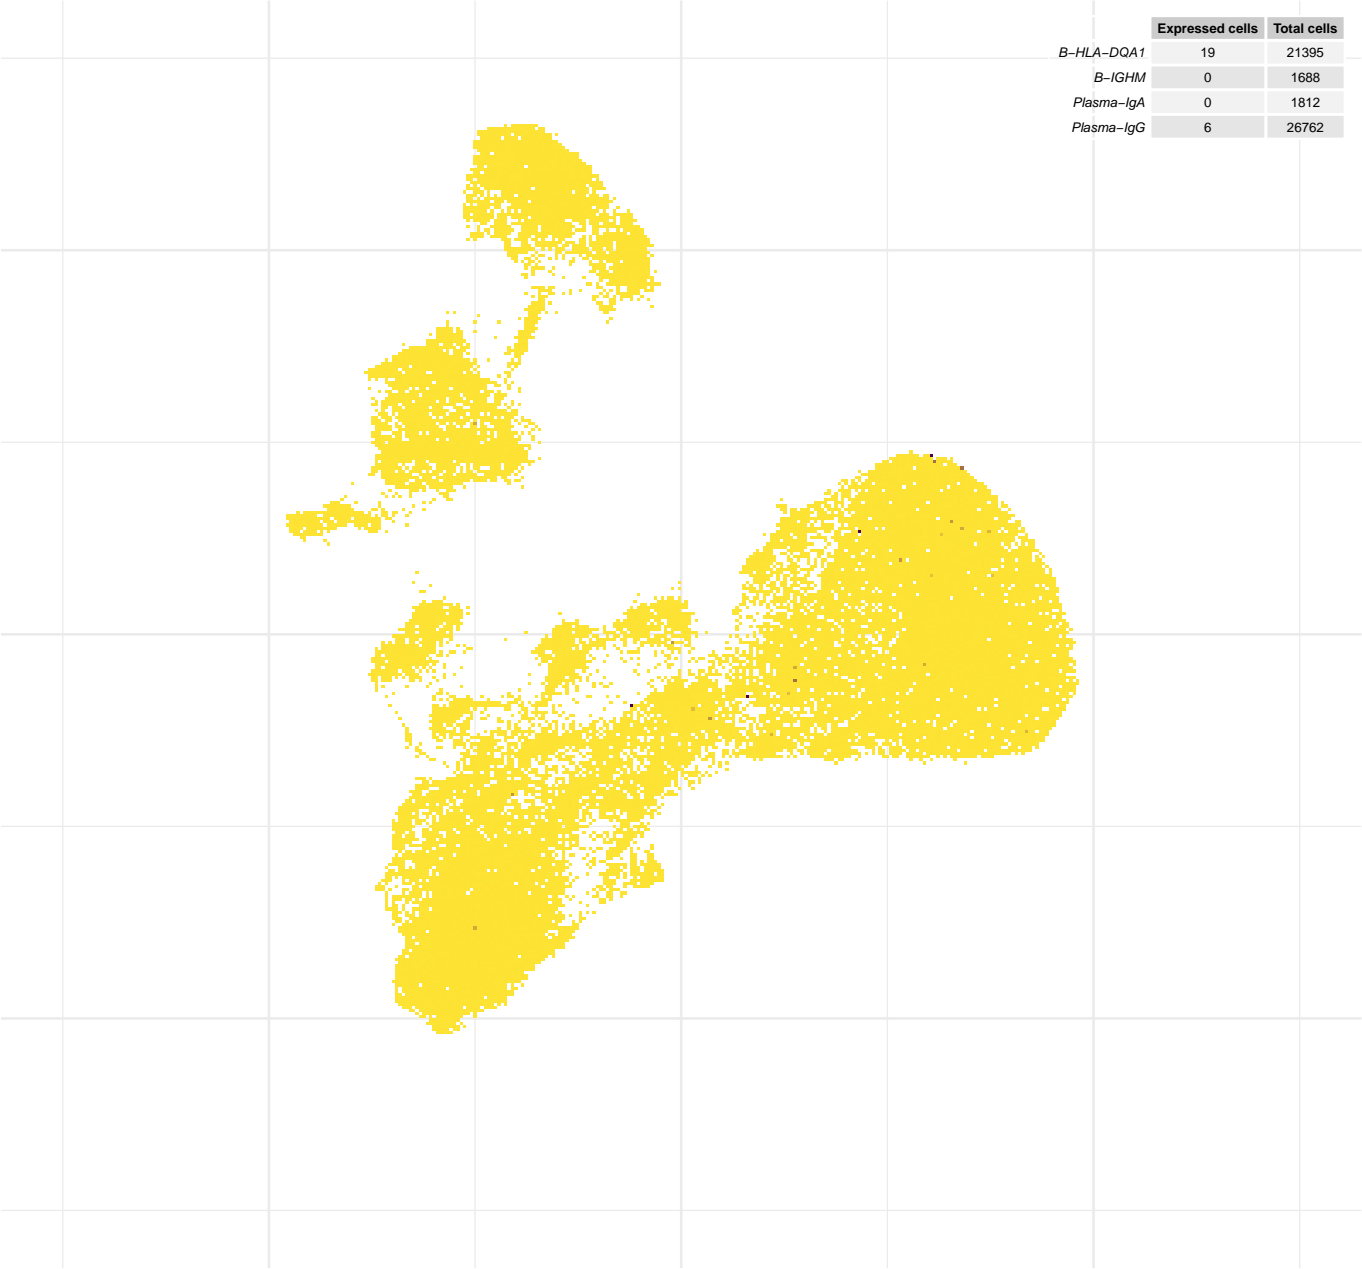 Expressed cells Total cells
B−HLA−DQA1 19 21395
B−IGHM 0 1688
Plasma−IgA 0 1812
Plasma−IgG 6 26762